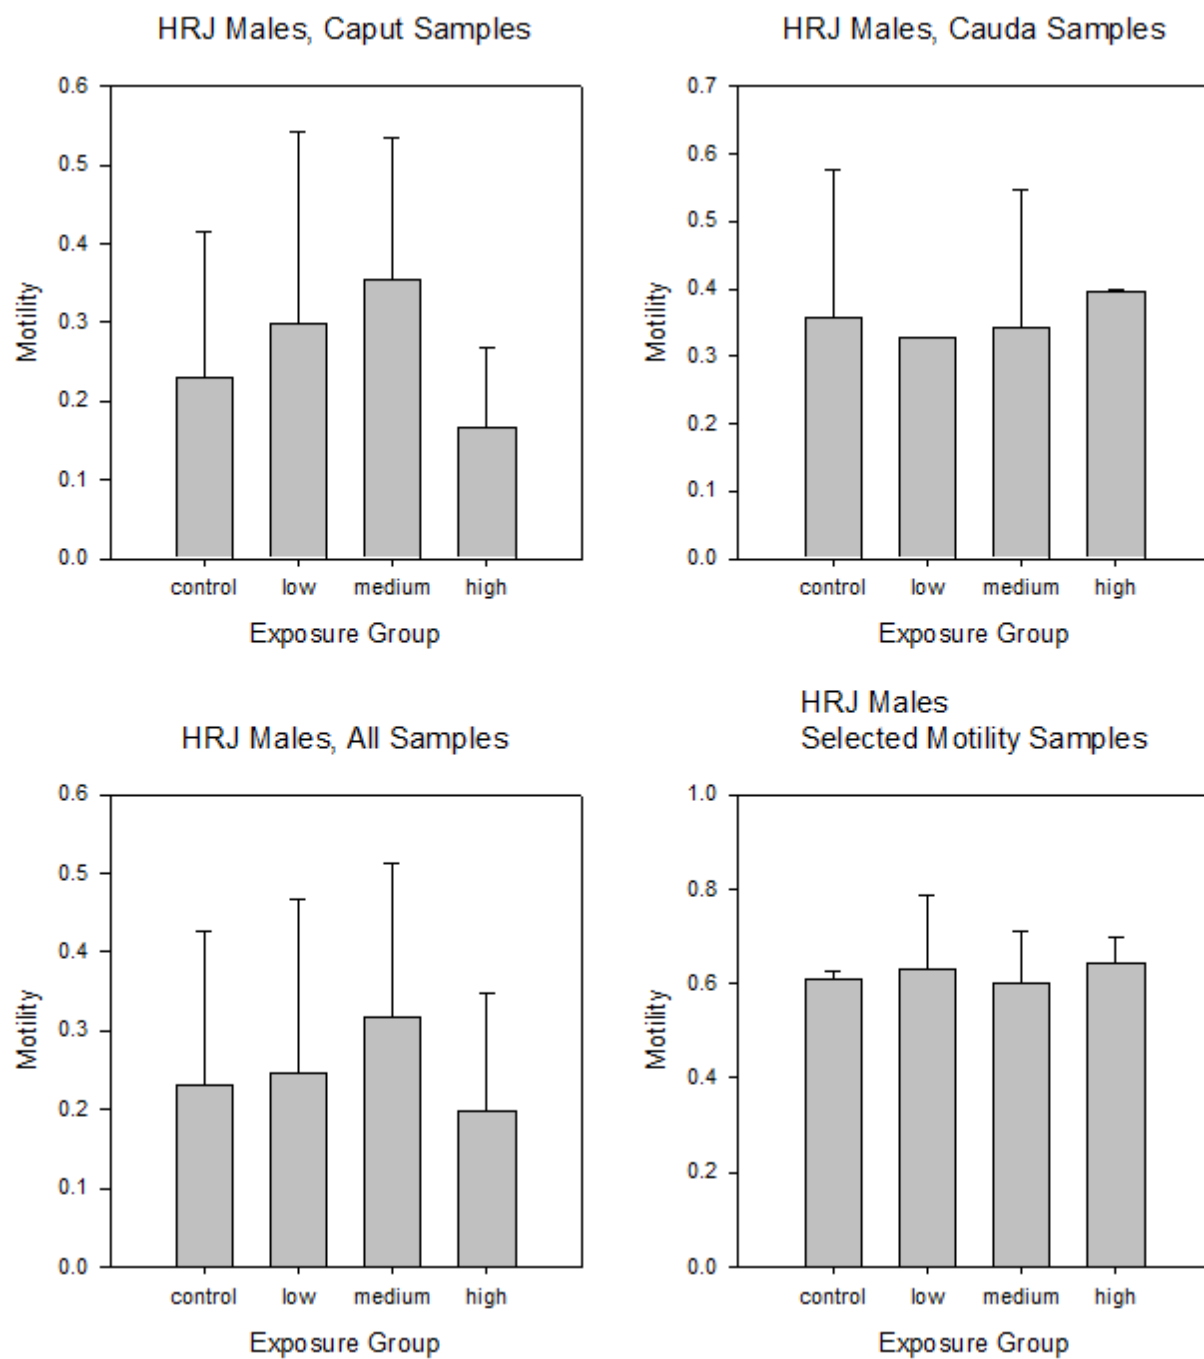 HRJ Males, Caput Samples
0.6
0.5
0.4
0.3
0.2
0.1
0.0
Motility
control low medium high
Exposure Group
HRJ Males, Cauda Samples
0.7
0.6
0.5
0.4
0.3
0.2
0.1
0.0
Motility
control low medium high
Exposure Group
HRJ Males, All Samples
0.6
0.5
0.4
0.3
0.2
0.1
0.0
Motility
control low medium high
Exposure Group
HRJ Males
Selected Motility Samples
1.0
0.8
0.6
0.4
0.2
0.0
Motility
control low medium high
Exposure Group